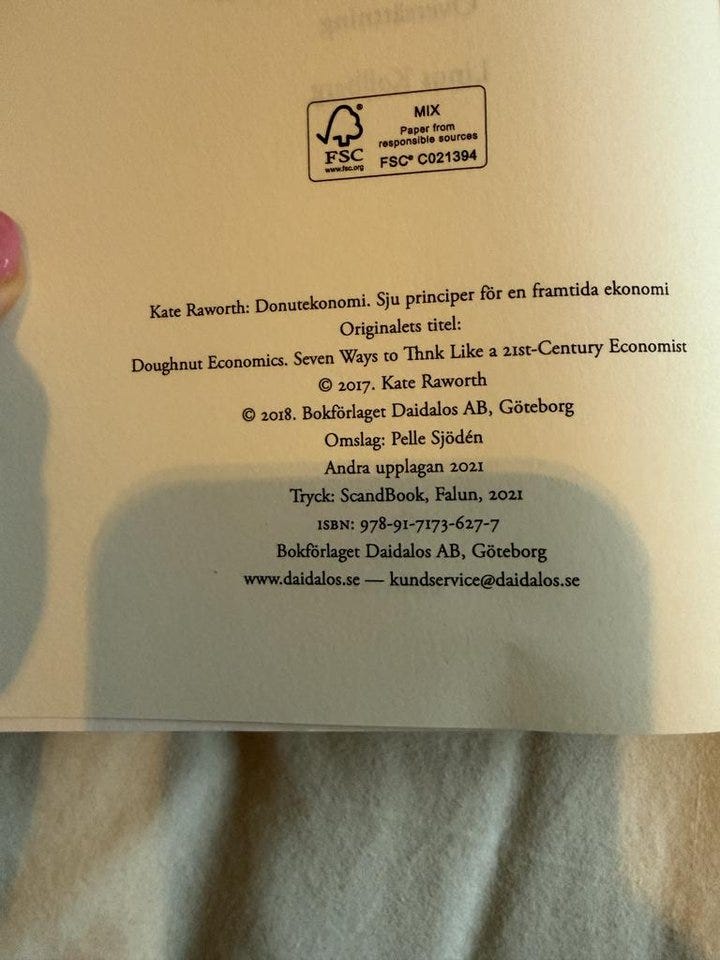 FSC®
www.fsc.org
MIX
Paper from
responsible sources
FSC® C021394
Kate Raworth: Donutekonomi. Sju principer för en framtida ekonomi
Originalets titel:
Doughnut Economics. Seven Ways to Thnk Like a 21st-Century Economist
© 2017. Kate Raworth
© 2018. Bokförlaget Daidalos AB, Göteborg
Omslag: Pelle Sjödén
Andra upplagan 2021
Tryck: ScandBook, Falun, 2021
ISBN: 978-91-7173-627-7
Bokförlaget Daidalos AB, Göteborg
www.daidalos.se — kundservice@daidalos.se